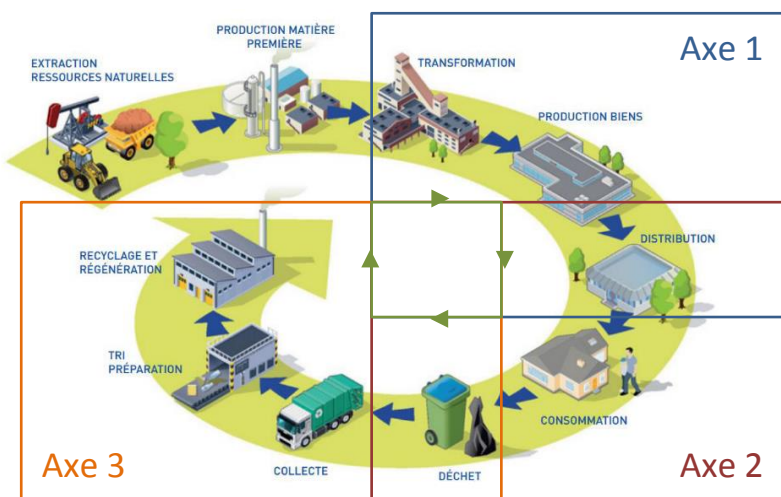 Axe 1
EXTRACTION
RESSOURCES NATURELLES
PRODUCTION MATIÈRE
PREMIÈRE
TRANSFORMATION
PRODUCTION BIENS
DISTRIBUTION
CONSOMMATION
DÉCHET
COLLECTE
TRI
PRÉPARATION
RECYCLAGE ET
RÉGÉNÉRATION
Axe 3
Axe 2